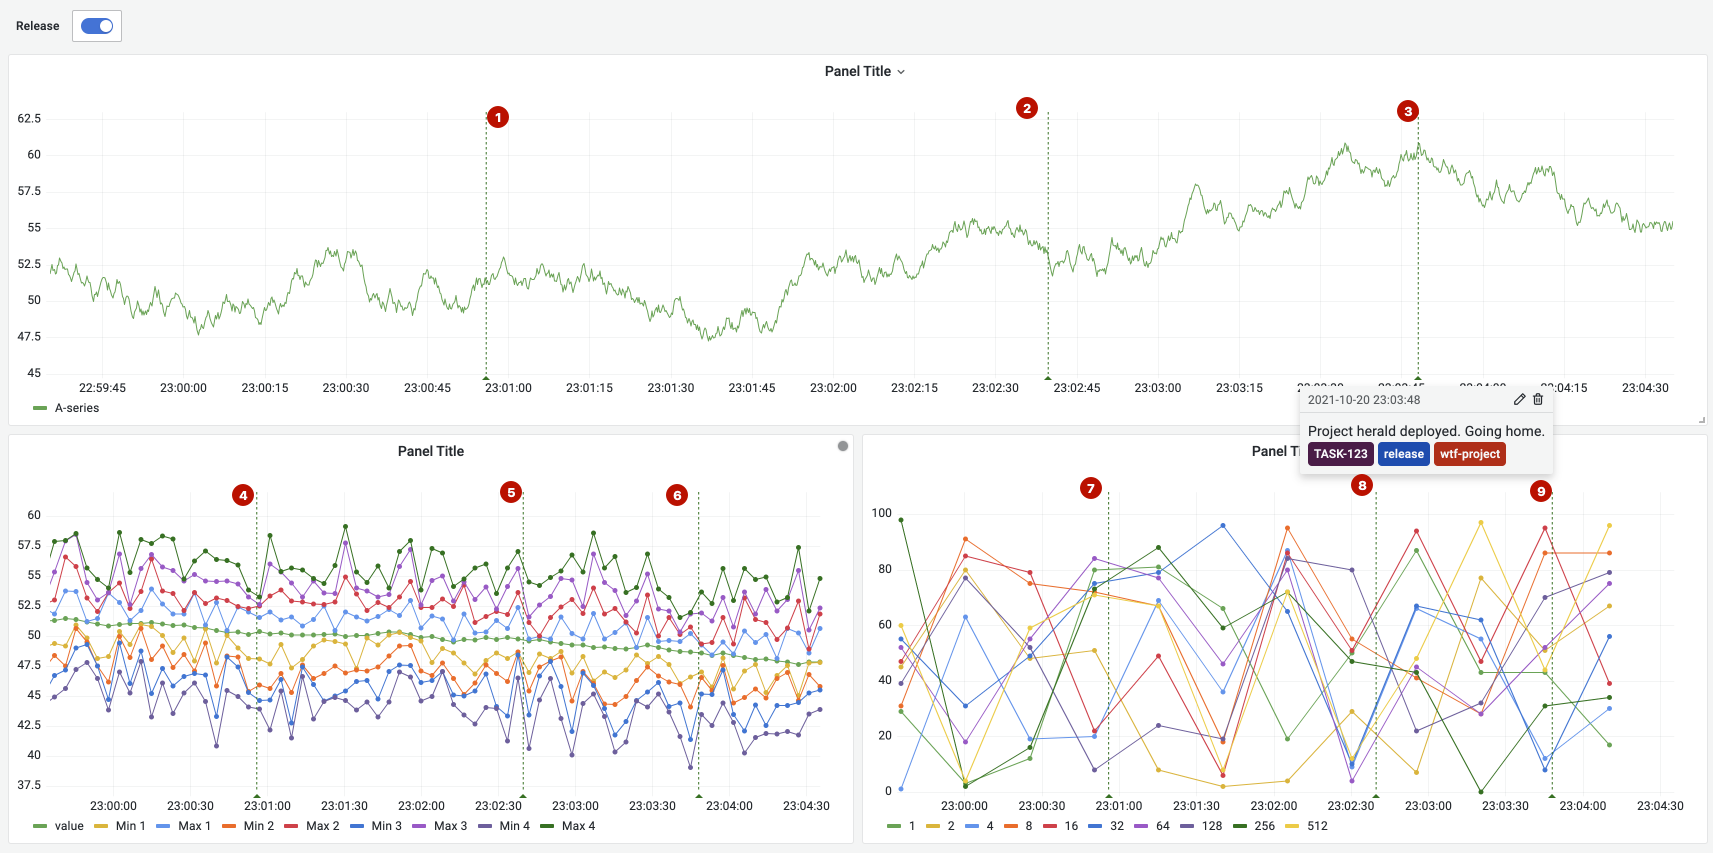 Release
Panel Title
1
2
3
62.5
60
57.5
55
52.5
50
47.5
45
22:59:45 23:00:00 23:00:15 23:00:30 23:00:45 23:01:00 23:01:15 23:01:30 23:01:45 23:02:00 23:02:15 23:02:30 23:02:45 23:03:00 23:03:15 23:04:15 23:04:30
A-series
2021-10-20 23:03:48
Project herald deployed. Going home.
TASK-123 release wtf-project
Panel Title
4
5
6
60
57.5
55
52.5
50
47.5
45
42.5
40
37.5
23:00:00 23:00:30 23:01:00 23:01:30 23:02:00 23:02:30 23:03:00 23:03:30 23:04:00 23:04:30
value Min 1 Max 1 Min 2 Max 2 Min 3 Max 3 Min 4 Max 4
Panel
7
8
9
100
80
60
40
20
0
23:00:00 23:00:30 23:01:00 23:01:30 23:02:00 23:02:30 23:03:00 23:03:30 23:04:00 23:04:30
1 2 4 8 16 32 64 128 256 512